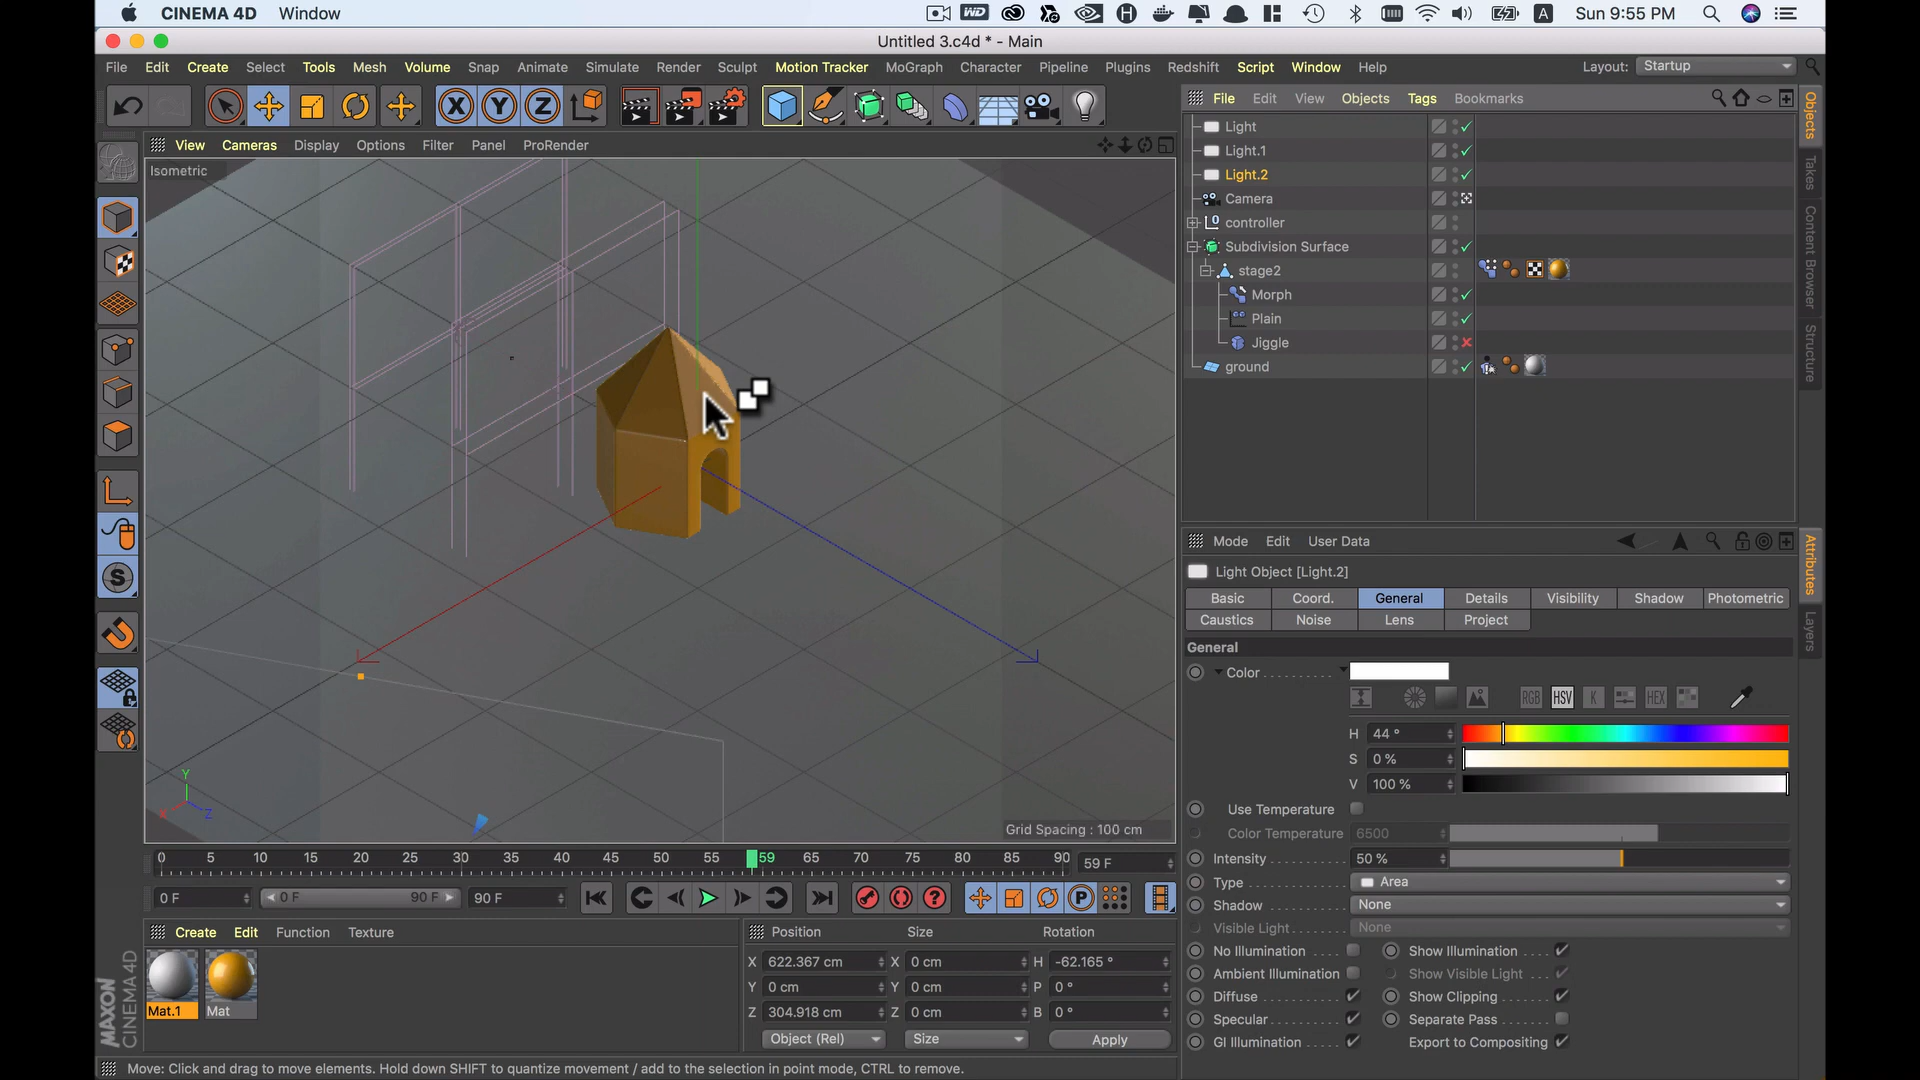 CINEMA 4D Window
A Sun 9:55 PM
Untitled 3.c4d * - Main
File Edit Create Select Tools Mesh Volume Snap Animate Simulate Render Sculpt Motion Tracker MoGraph Character Pipeline Plugins Redshift Script Window Help Layout: Startup
X Y Z
File Edit View Objects Tags Bookmarks
View Cameras Display Options Filter Panel ProRender
Isometric
Light
Light.1
Light.2
Camera
controller
Subdivision Surface
stage2
Morph
Plain
Jiggle
ground
Objects
Takes
Content Browser
Structure
Mode Edit User Data
Light Object [Light.2]
Basic Coord. General Details Visibility Shadow Photometric
Caustics Noise Lens Project
Attributes
Layers
General
Color
RGB HSV K HEX
H 44 °
S 0 %
V 100 %
Use Temperature
Color Temperature 6500
Intensity 50 %
Type Area
Shadow None
Visible Light None
No Illumination Show Illumination
Ambient Illumination Show Visible Light
Diffuse Show Clipping
Specular Separate Pass
GI Illumination Export to Compositing
Y
X Z
Grid Spacing : 100 cm
0 5 10 15 20 25 30 35 40 45 50 55 59 65 70 75 80 85 90 59 F
0 F 0 F 90 F 90 F
Create Edit Function Texture
Mat.1 Mat
MAXON
CINEMA 4D
Position Size Rotation
X 622.367 cm X 0 cm H -62.165 °
Y 0 cm Y 0 cm P 0 °
Z 304.918 cm Z 0 cm B 0 °
Object (Rel) Size Apply
Move: Click and drag to move elements. Hold down SHIFT to quantize movement / add to the selection in point mode, CTRL to remove.